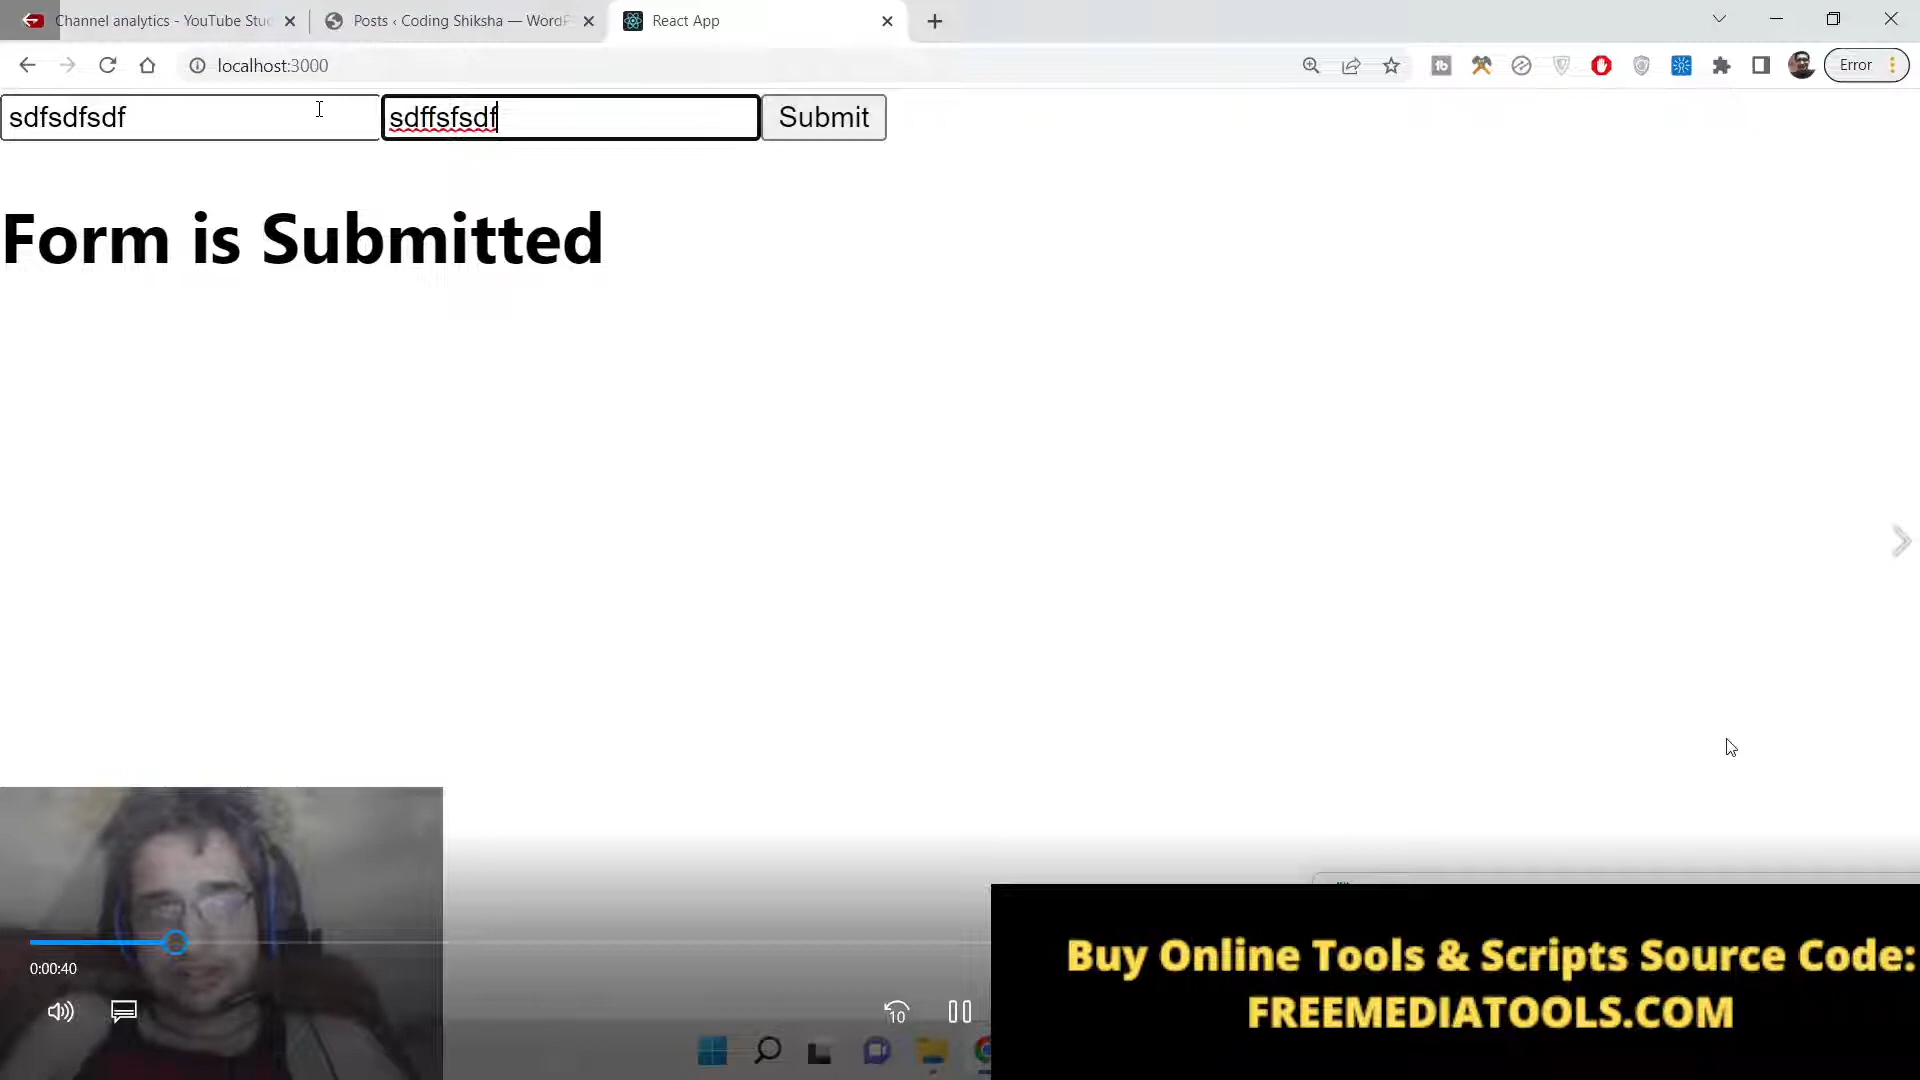 Channel analytics - YouTube Stu
Posts ‹ Coding Shiksha — WordP
React App
localhost:3000
Error
sdfsdfsdf
sdffsfsdf
Submit
Form is Submitted
0:00:40
10
Buy Online Tools & Scripts Source Code:
FREEMEDIATOOLS.COM